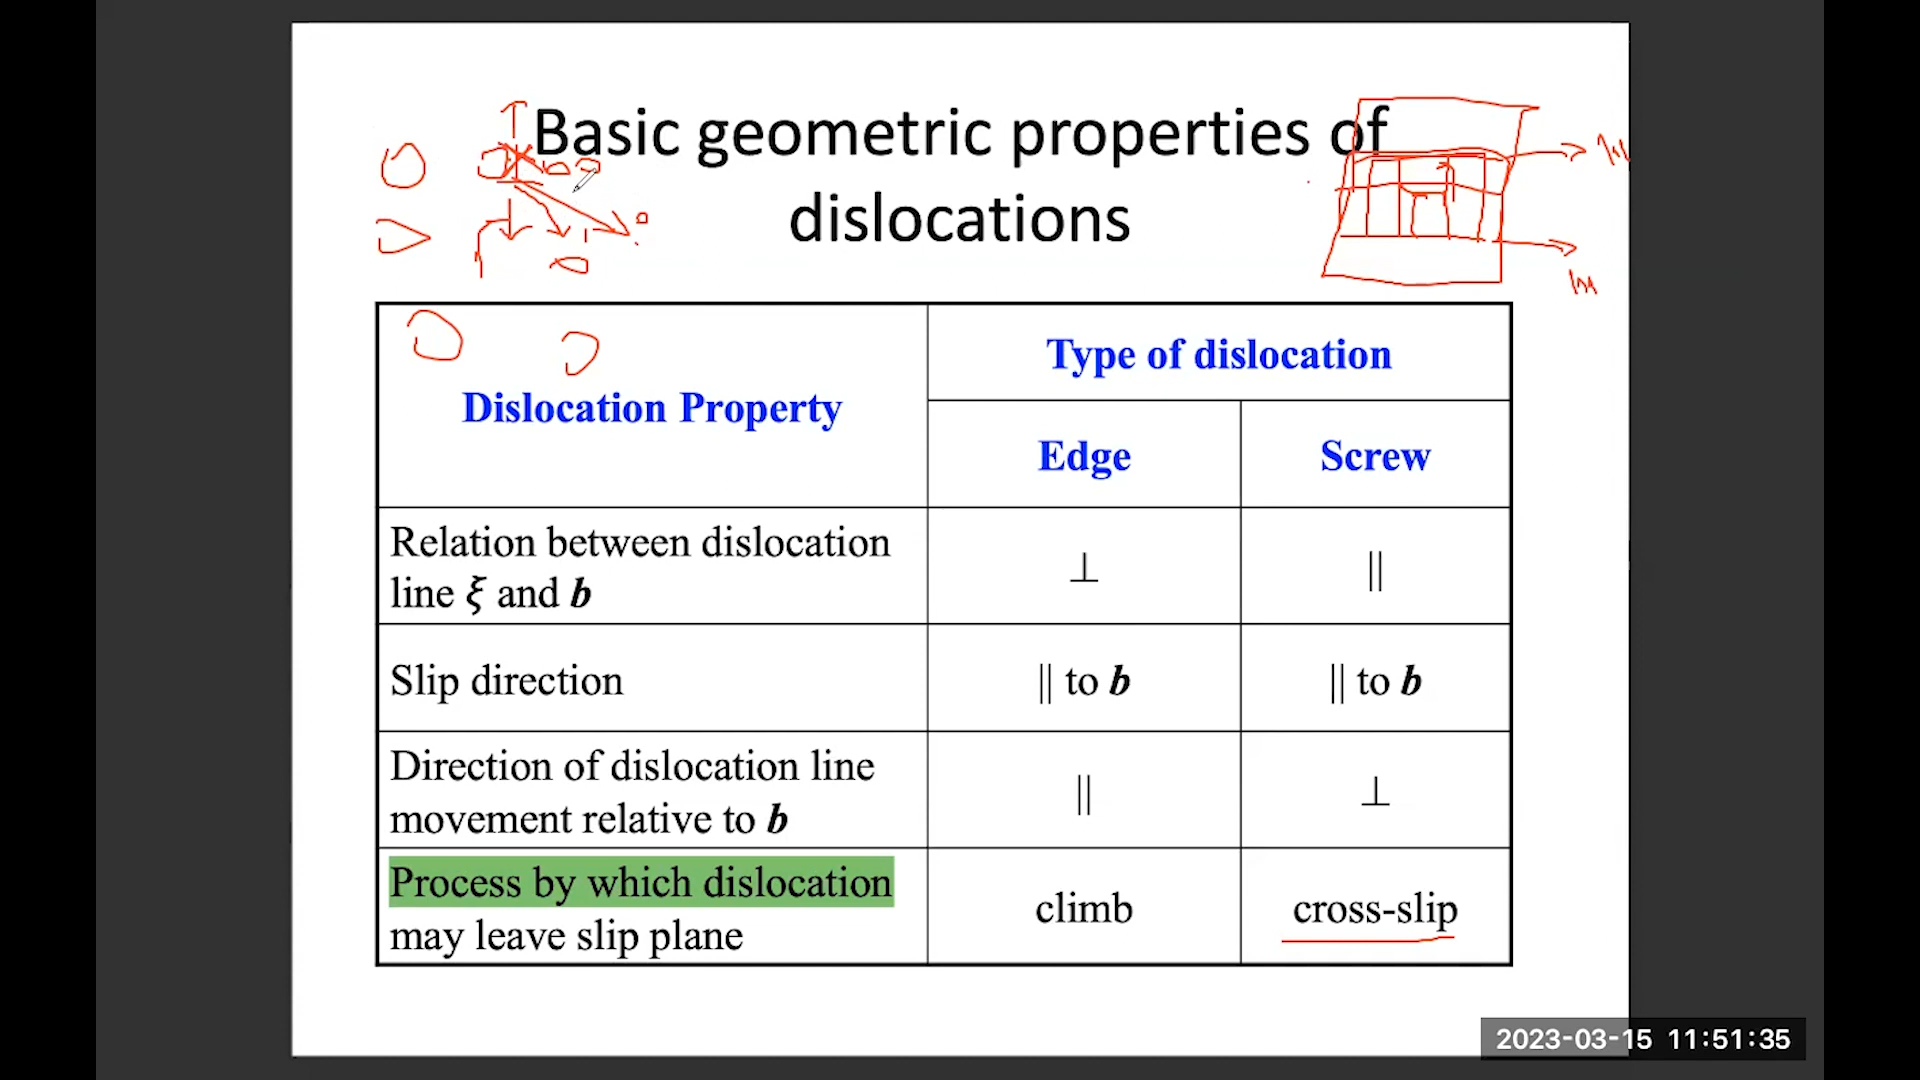 Basic geometric properties of
dislocations
Dislocation Property
Type of dislocation
Edge
Screw
Relation between dislocation
line ξ and b
⊥
||
Slip direction
|| to b
|| to b
Direction of dislocation line
movement relative to b
||
⊥
Process by which dislocation
may leave slip plane
climb
cross-slip
2023-03-15 11:51:35